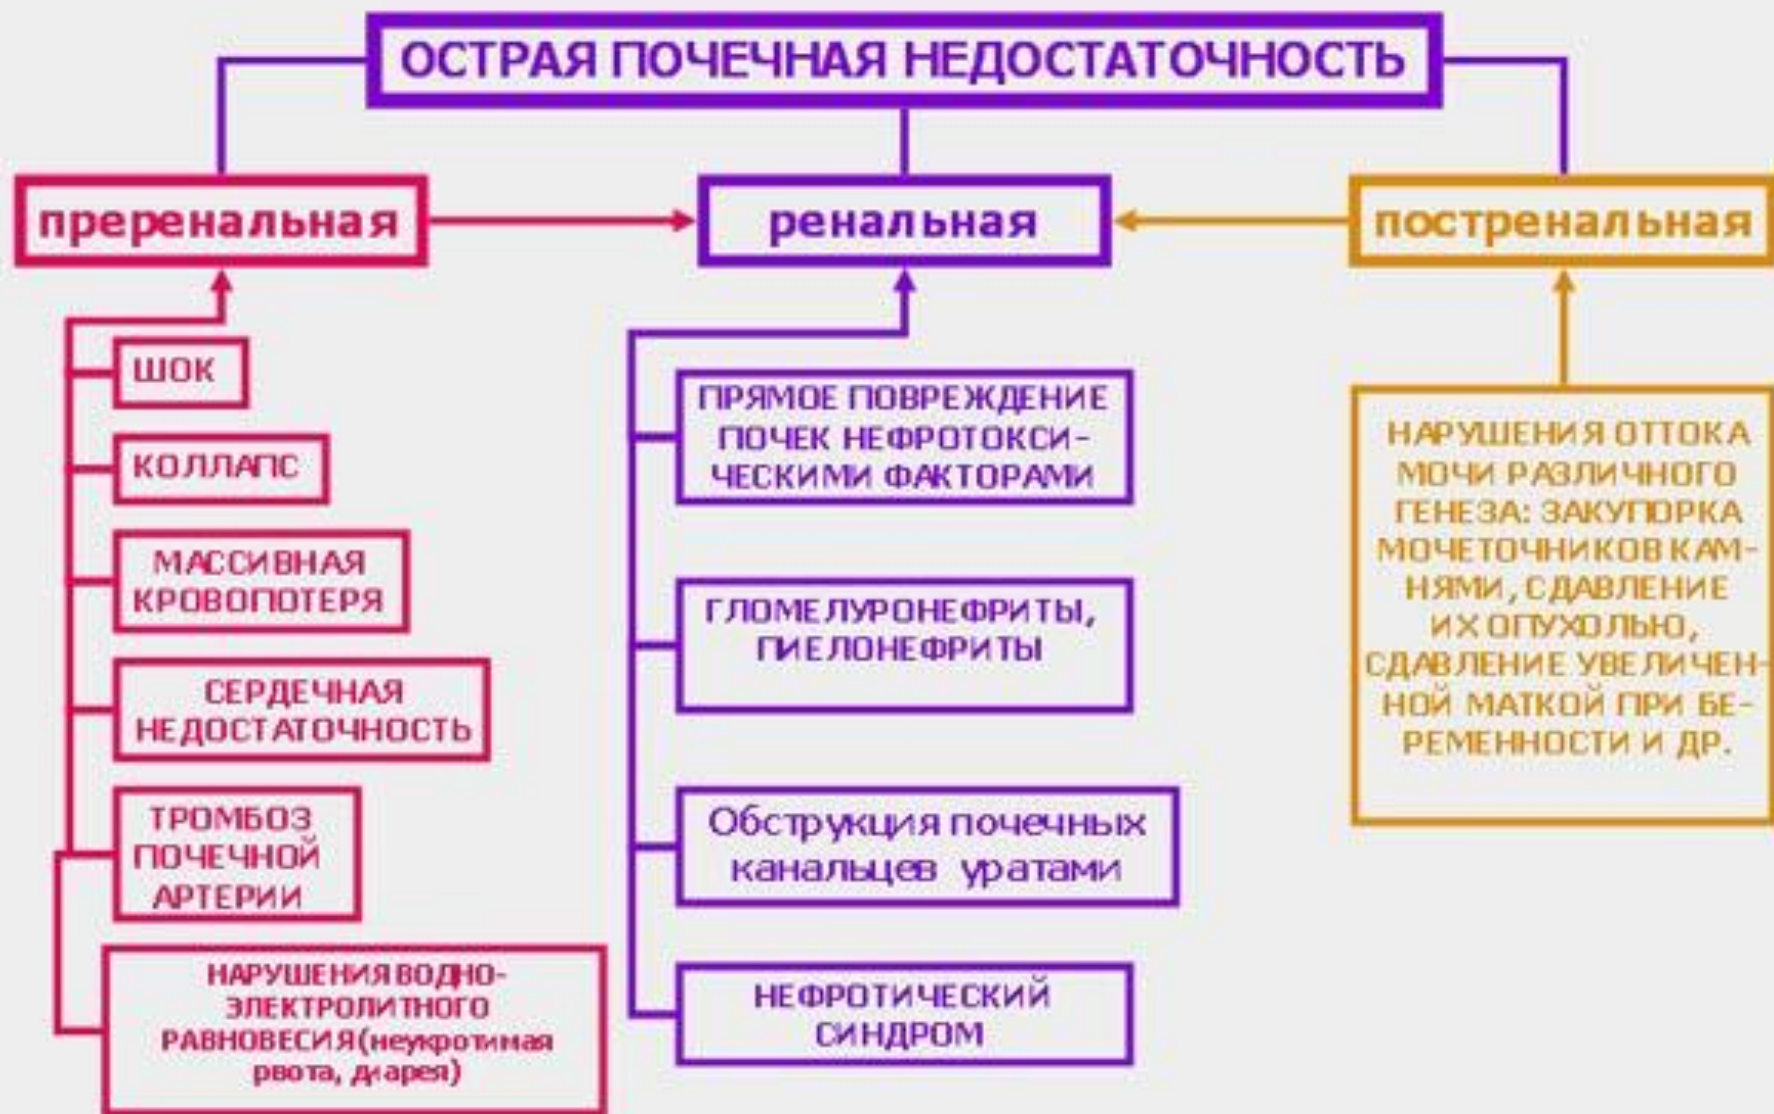 ОСТРАЯ ПОЧЕЧНАЯ НЕДОСТАТОЧНОСТЬ
преренальная
ренальная
постренальная
ШОК
КОЛЛАПС
МАССИВНАЯ
КРОВОПОТЕРЯ
СЕРДЕЧНАЯ
НЕДОСТАТОЧНОСТЬ
ТРОМБОЗ
ПОЧЕЧНОЙ
АРТЕРИИ
НАРУШЕНИЯ ВОДНО-
ЭЛЕКТРОЛИТНОГО
РАВНОВЕСИЯ(неукротимая
рвота, диарея)
ПРЯМОЕ ПОВРЕЖДЕНИЕ
ПОЧЕК НЕФРОТОКСИ-
ЧЕСКИМИ ФАКТОРАМИ
ГЛОМЕЛУРОНЕФРИТЫ,
ПИЕЛОНЕФРИТЫ
Обструкция почечных
канальцев уратами
НЕФРОТИЧЕСКИЙ
СИНДРОМ
НАРУШЕНИЯ ОТТОКА
МОЧИ РАЗЛИЧНОГО
ГЕНЕЗА: ЗАКУПОРКА
МОЧЕТОЧНИКОВ КАМ-
НЯМИ, СДАВЛЕНИЕ
ИХ ОПУХОЛЬЮ,
СДАВЛЕНИЕ УВЕЛИЧЕН-
НОЙ МАТКОЙ ПРИ БЕ-
РЕМЕННОСТИ И ДР.